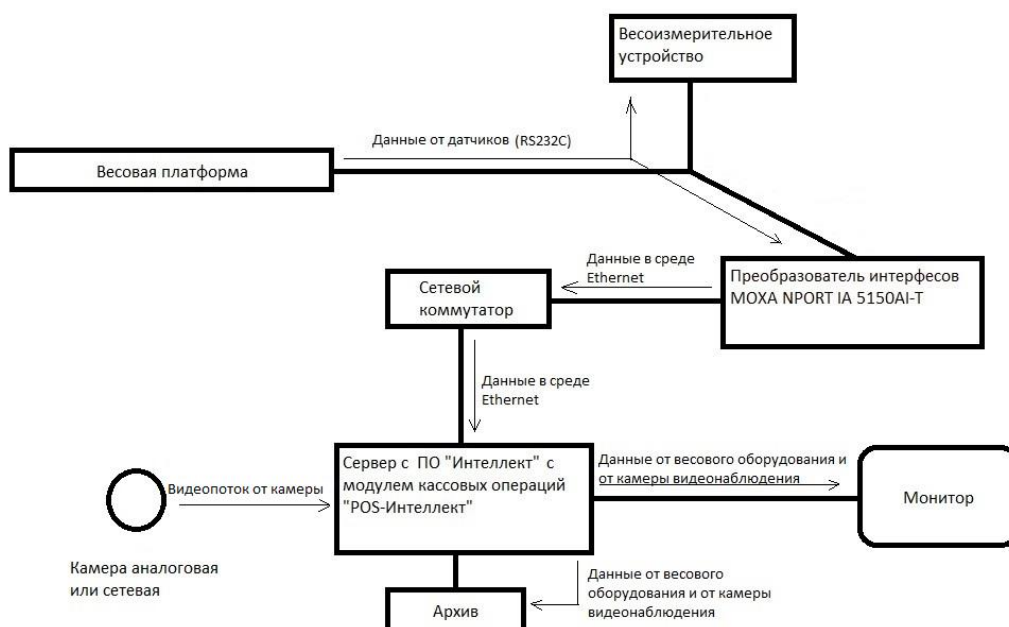 Весоизмерительное
устройство
Данные от датчиков (RS232C)
Весовая платформа
Данные в среде
Ethernet
Преобразователь интерфесов
MOXA NPORT IA 5150AI-T
Сетевой
коммутатор
Данные в среде
Ethernet
Сервер с ПО "Интеллект" с
модулем кассовых операций
"POS-Интеллект"
Данные от весового оборудования и
от камеры видеонаблюдения
Видеопоток от камеры
Монитор
Камера аналоговая
или сетевая
Данные от весового
оборудования и от камеры
видеонаблюдения
Архив